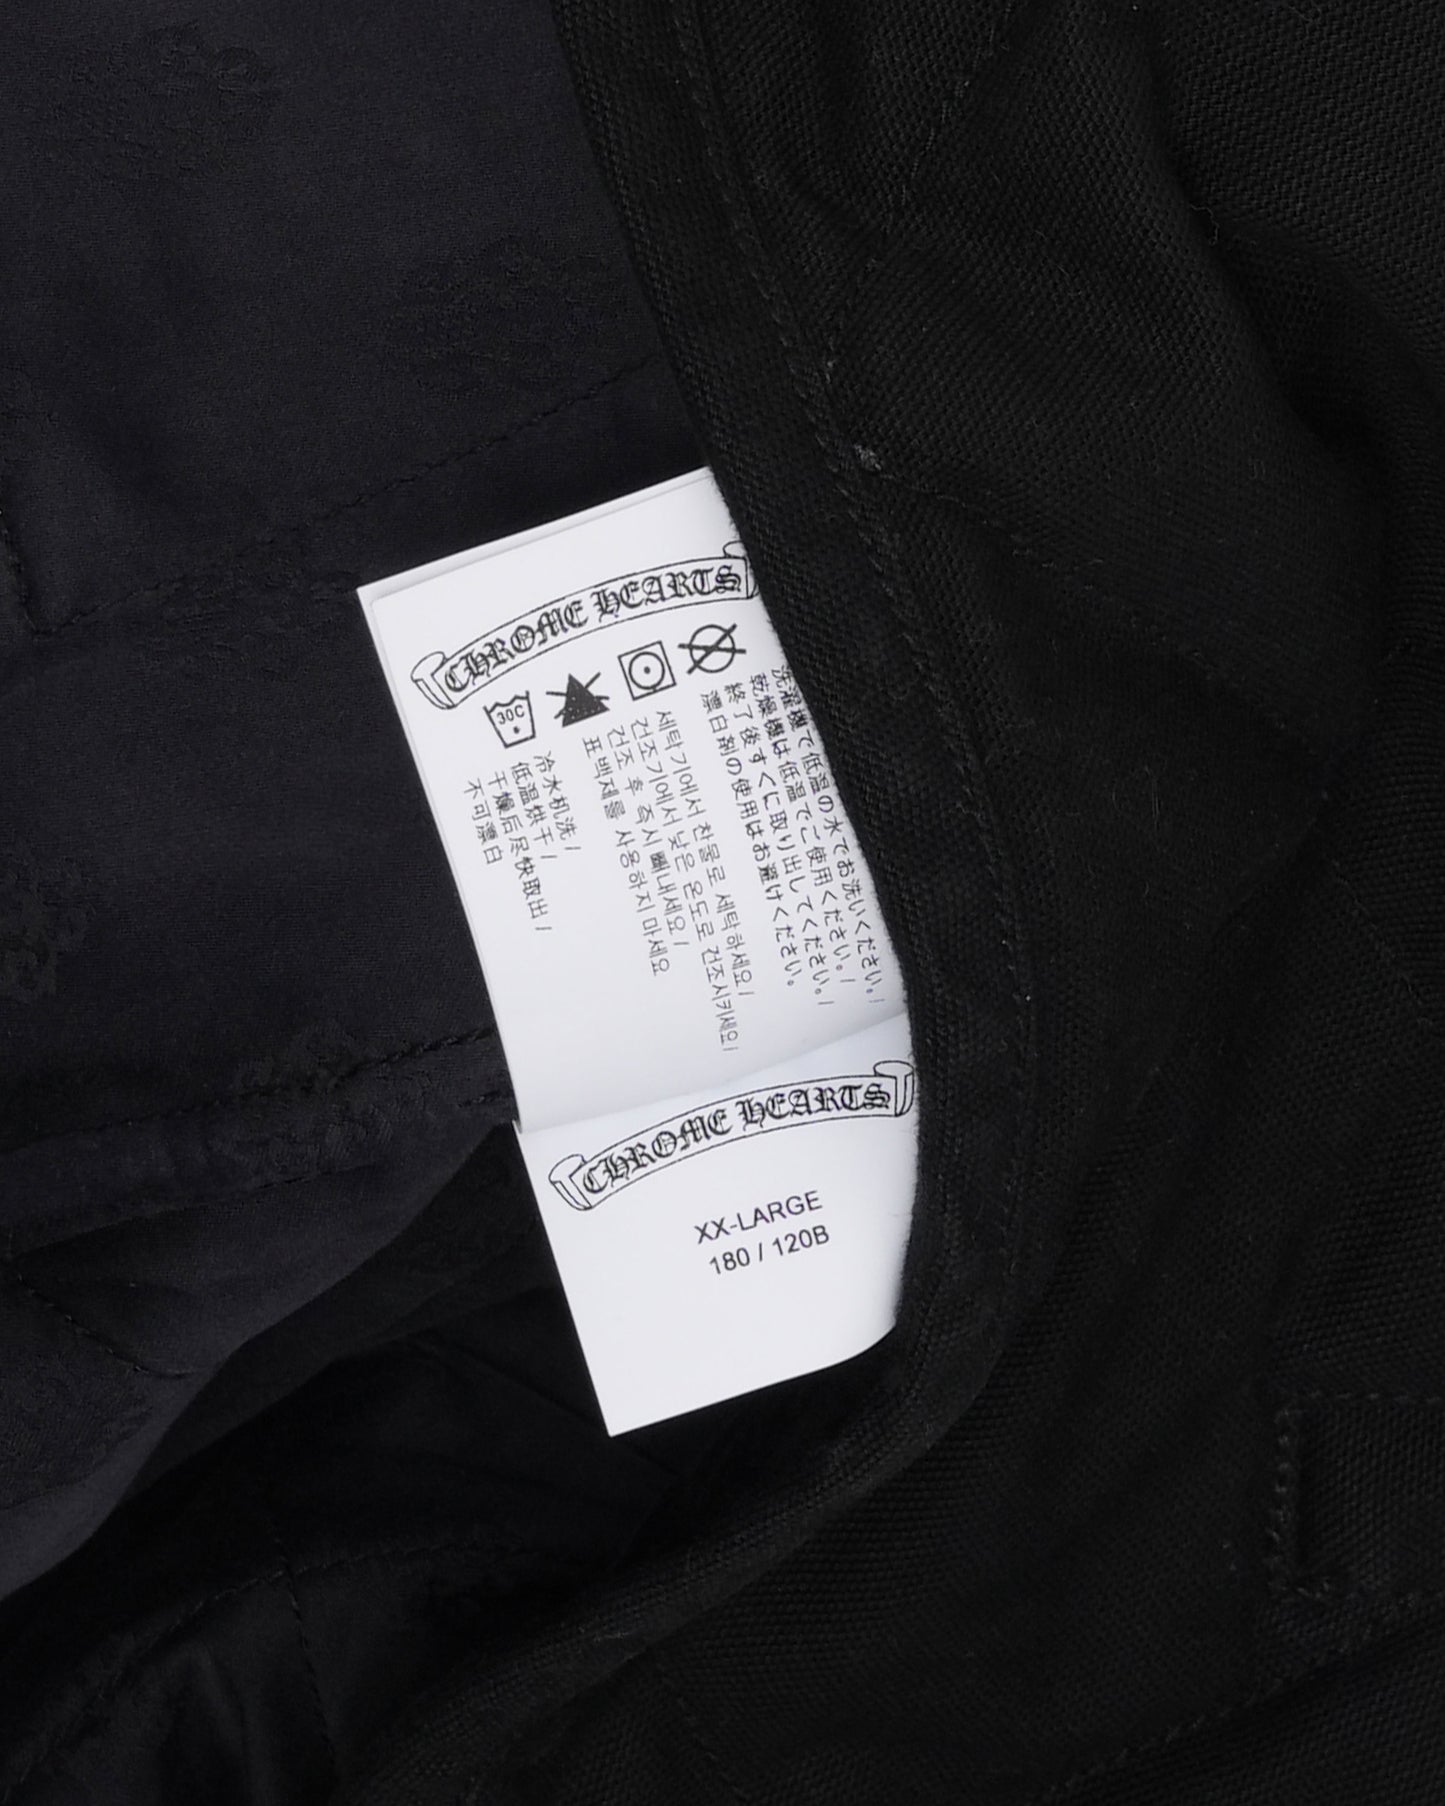 CHROME HEARTS
30C
洗濯機で低温の水でお洗いください。/
乾燥機は低温でご使用ください。/
終了後すぐに取り出してください。/
漂白剤の使用はお避けください。
세탁기에서 찬물로 세탁하세요/
건조기에서 낮은 온도로 건조시키세요/
건조 후 즉시 빼내세요/
표백제를 사용하지 마세요
冷水机洗/
低温烘干/
干燥后尽快取出/
不可漂白
CHROME HEARTS
XX-LARGE
180 / 120B